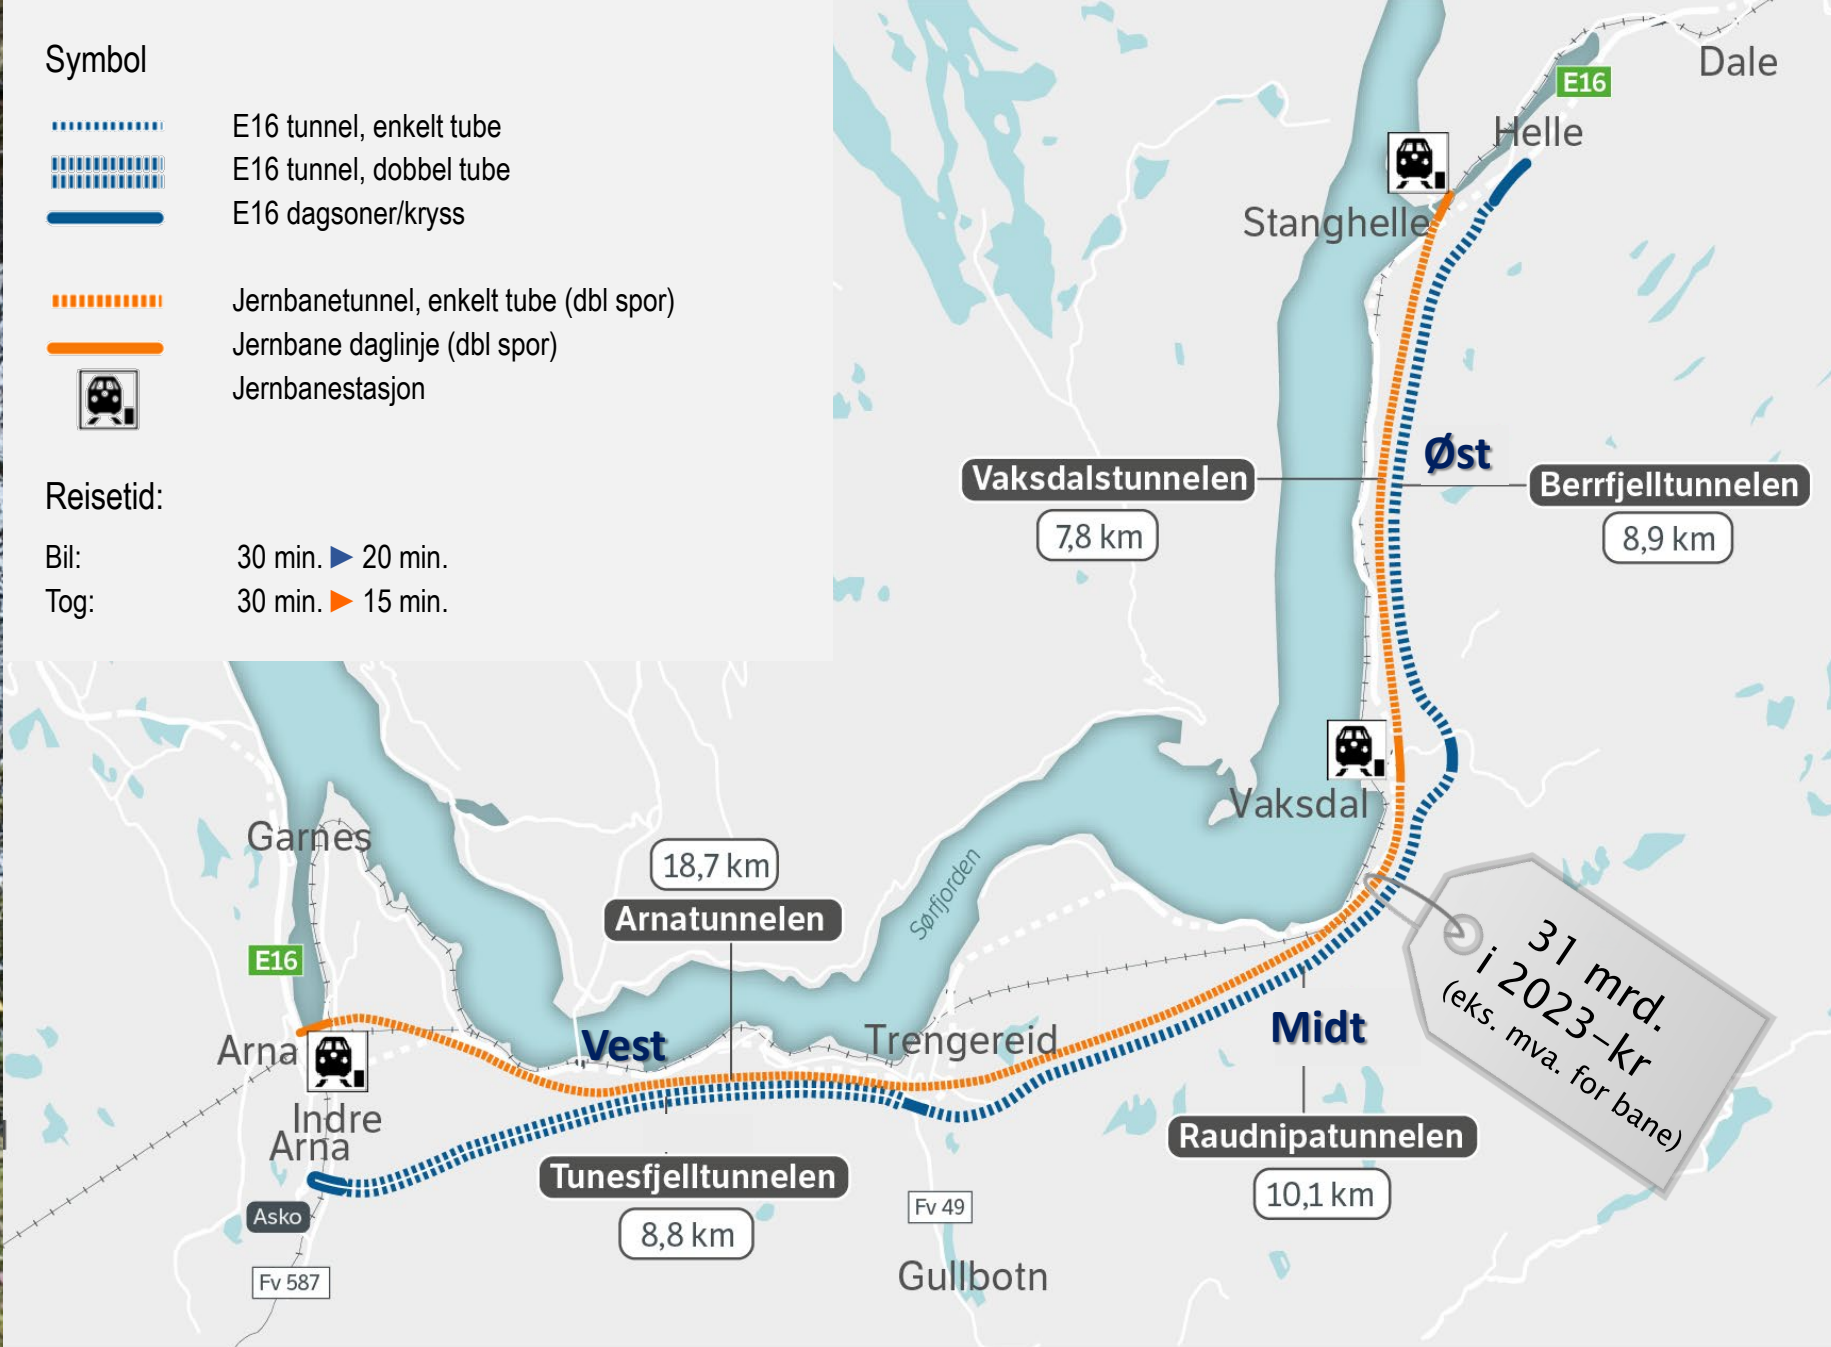 Symbol
E16 tunnel, enkelt tube
E16 tunnel, dobbel tube
E16 dagsoner/kryss
Jernbanetunnel, enkelt tube (dbl spor)
Jernbane daglinje (dbl spor)
Jernbanestasjon
Reisetid:
Bil: 30 min. ▶ 20 min.
Tog: 30 min. ▶ 15 min.
Dale
E16
Helle
Stanghelle
Øst
Vaksdalstunnelen
7,8 km
Berrfjelltunnelen
8,9 km
Vaksdal
Garnes
18,7 km
Arnatunnelen
Sørfjorden
E16
31 mrd.
i 2023-kr
(eks. mva. for bane)
Arna
Vest
Trengereid
Midt
Indre
Arna
Raudnipatunnelen
10,1 km
Tunesfjelltunnelen
8,8 km
Asko
Fv 49
Fv 587
Gullbotn